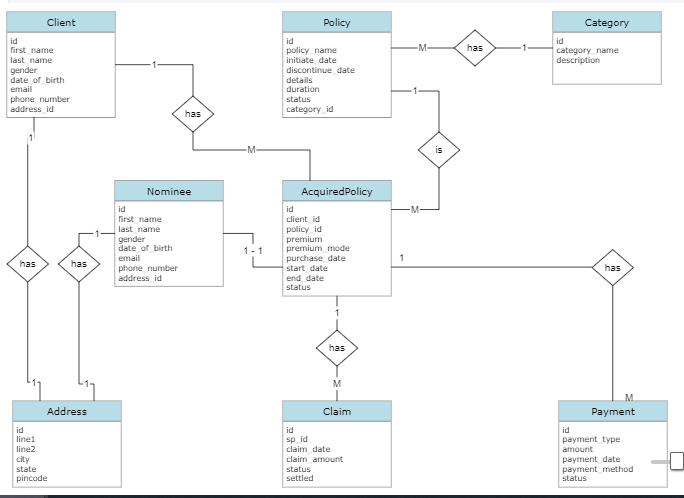 Client
id
first_name
last_name
gender
date_of_birth
email
phone_number
address_id
Policy
id
policy_name
initiate_date
discontinue_date
details
duration
status
category_id
Category
id
category_name
description
M
has
1
1
has
M
1
is
M
1
has
1
Nominee
id
first_name
last_name
gender
date_of_birth
email
phone_number
address_id
1
has
1
1 - 1
AcquiredPolicy
id
client_id
policy_id
premium
premium_mode
purchase_date
start_date
end_date
status
1
has
M
1
has
M
Address
id
line1
line2
city
state
pincode
Claim
id
sp_id
claim_date
claim_amount
status
settled
Payment
id
payment_type
amount
payment_date
payment_method
status